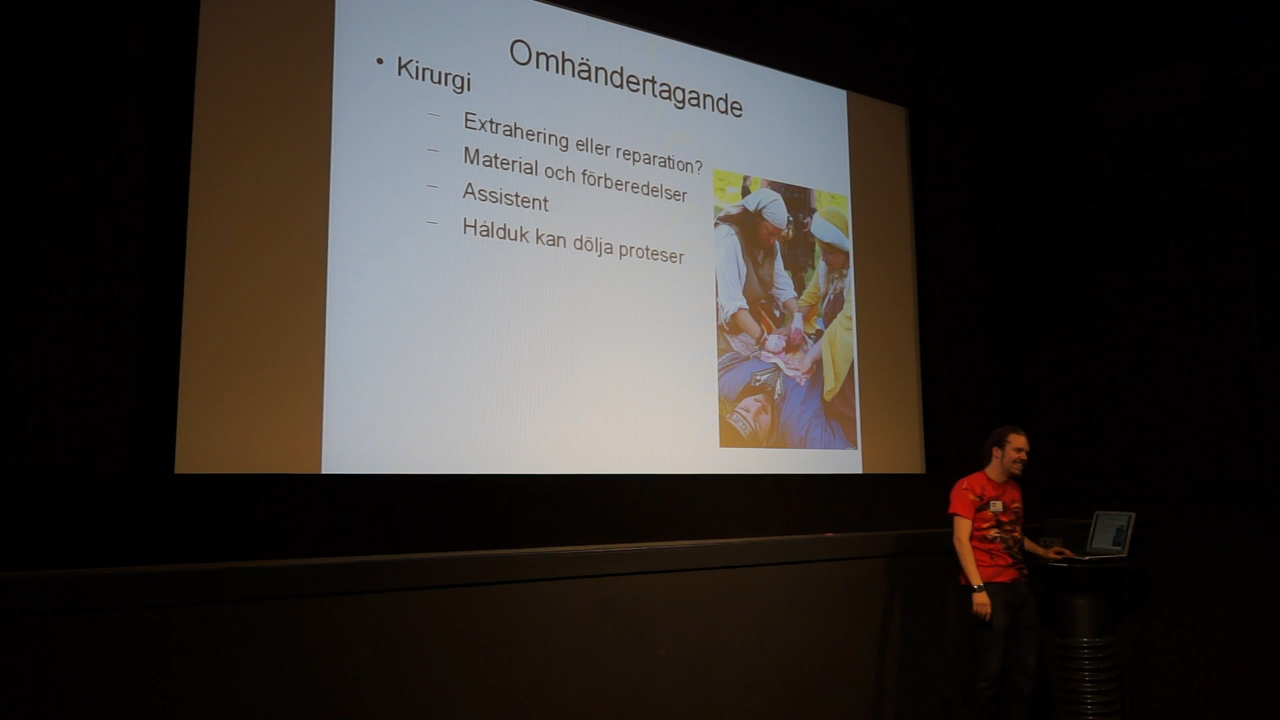 Omhändertagande
• Kirurgi
– Extrahering eller reparation?
– Material och förberedelser
– Assistent
– Hålduk kan dölja proteser